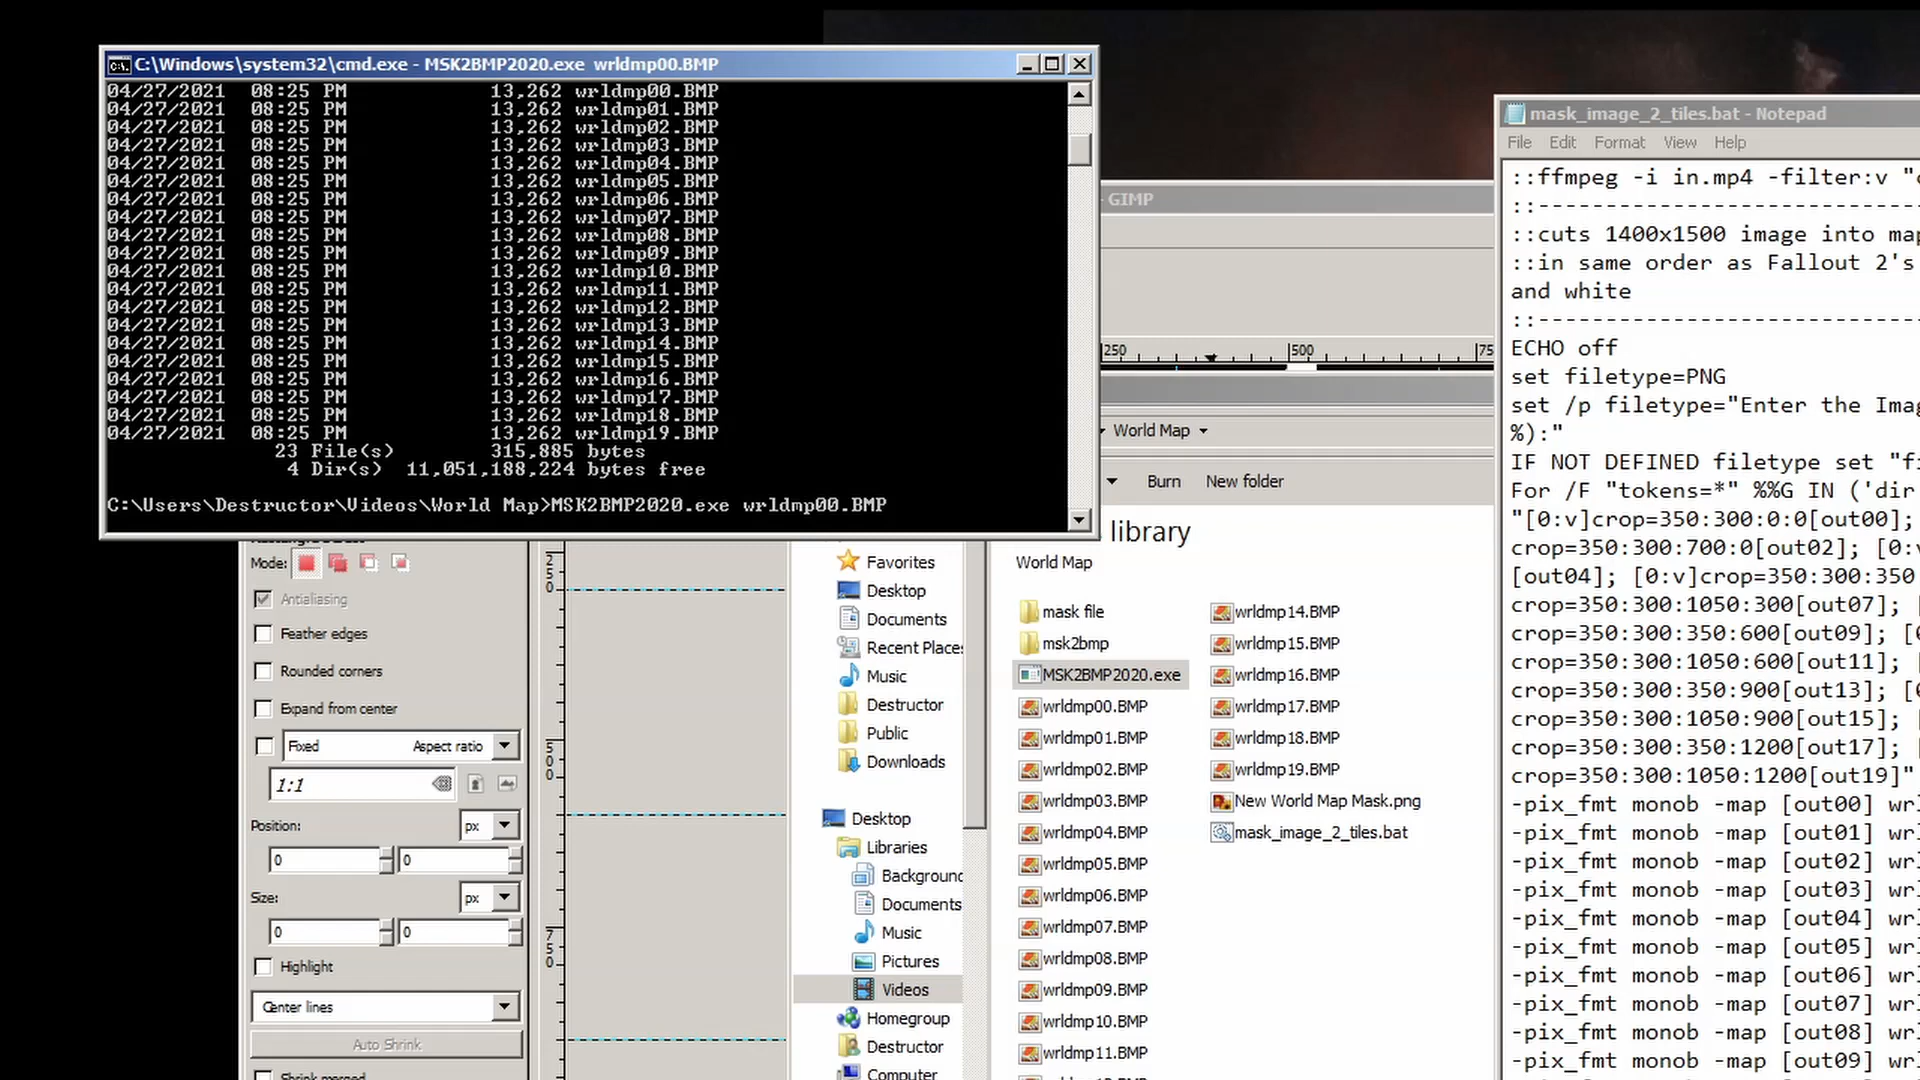 C:\Windows\system32\cmd.exe - MSK2BMP2020.exe wrldmp00.BMP
04/27/2021 08:25 PM 13,262 wrldmp00.BMP
04/27/2021 08:25 PM 13,262 wrldmp01.BMP
04/27/2021 08:25 PM 13,262 wrldmp02.BMP
04/27/2021 08:25 PM 13,262 wrldmp03.BMP
04/27/2021 08:25 PM 13,262 wrldmp04.BMP
04/27/2021 08:25 PM 13,262 wrldmp05.BMP
04/27/2021 08:25 PM 13,262 wrldmp06.BMP
04/27/2021 08:25 PM 13,262 wrldmp07.BMP
04/27/2021 08:25 PM 13,262 wrldmp08.BMP
04/27/2021 08:25 PM 13,262 wrldmp09.BMP
04/27/2021 08:25 PM 13,262 wrldmp10.BMP
04/27/2021 08:25 PM 13,262 wrldmp11.BMP
04/27/2021 08:25 PM 13,262 wrldmp12.BMP
04/27/2021 08:25 PM 13,262 wrldmp13.BMP
04/27/2021 08:25 PM 13,262 wrldmp14.BMP
04/27/2021 08:25 PM 13,262 wrldmp15.BMP
04/27/2021 08:25 PM 13,262 wrldmp16.BMP
04/27/2021 08:25 PM 13,262 wrldmp17.BMP
04/27/2021 08:25 PM 13,262 wrldmp18.BMP
04/27/2021 08:25 PM 13,262 wrldmp19.BMP
23 File(s) 315,885 bytes
4 Dir(s) 11,051,188,224 bytes free
C:\Users\Destructor\Videos\World Map>MSK2BMP2020.exe wrldmp00.BMP
- GIMP
250 500 75
World Map
Burn New folder
library
World Map
Mode:
Antialiasing
Feather edges
Rounded corners
Expand from center
Fixed Aspect ratio
1:1
Position: px
0 0
Size: px
0 0
Highlight
Center lines
Auto Shrink
250
500
750
Favorites
Desktop
Documents
Recent Places
Music
Destructor
Public
Downloads
Desktop
Libraries
Background
Documents
Music
Pictures
Videos
Homegroup
Destructor
Computer
mask file
msk2bmp
MSK2BMP2020.exe
wrldmp00.BMP
wrldmp01.BMP
wrldmp02.BMP
wrldmp03.BMP
wrldmp04.BMP
wrldmp05.BMP
wrldmp06.BMP
wrldmp07.BMP
wrldmp08.BMP
wrldmp09.BMP
wrldmp10.BMP
wrldmp11.BMP
wrldmp14.BMP
wrldmp15.BMP
wrldmp16.BMP
wrldmp17.BMP
wrldmp18.BMP
wrldmp19.BMP
New World Map Mask.png
mask_image_2_tiles.bat
mask_image_2_tiles.bat - Notepad
File Edit Format View Help
::ffmpeg -i in.mp4 -filter:v "c
::--------------------
::cuts 1400x1500 image into map
::in same order as Fallout 2's
and white
::--------------------
ECHO off
set filetype=PNG
set /p filetype="Enter the Imag
%):"
IF NOT DEFINED filetype set "fi
For /F "tokens=*" %%G IN ('dir
"[0:v]crop=350:300:0:0[out00];
crop=350:300:700:0[out02]; [0:v
[out04]; [0:v]crop=350:300:350
crop=350:300:1050:300[out07]; [
crop=350:300:350:600[out09]; [0
crop=350:300:1050:600[out11]; [
crop=350:300:350:900[out13]; [0
crop=350:300:1050:900[out15]; [
crop=350:300:350:1200[out17]; [
crop=350:300:1050:1200[out19]"
-pix_fmt monob -map [out00] wrl
-pix_fmt monob -map [out01] wrl
-pix_fmt monob -map [out02] wrl
-pix_fmt monob -map [out03] wrl
-pix_fmt monob -map [out04] wrl
-pix_fmt monob -map [out05] wrl
-pix_fmt monob -map [out06] wrl
-pix_fmt monob -map [out07] wrl
-pix_fmt monob -map [out08] wrl
-pix_fmt monob -map [out09] wrl